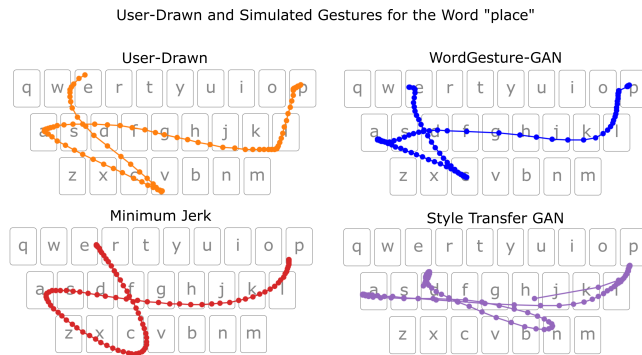 User-Drawn and Simulated Gestures for the Word "place"
User-Drawn
q w e r t y u i o p
a s d f g h j k l
z x c v b n m
WordGesture-GAN
q w e r t y u i o p
a s d f g h j k l
z x c v b n m
Minimum Jerk
q w e r t y u i o p
a s d f g h j k l
z x c v b n m
Style Transfer GAN
q w e r t y u i o p
a s d f g h j k l
z x c v b n m